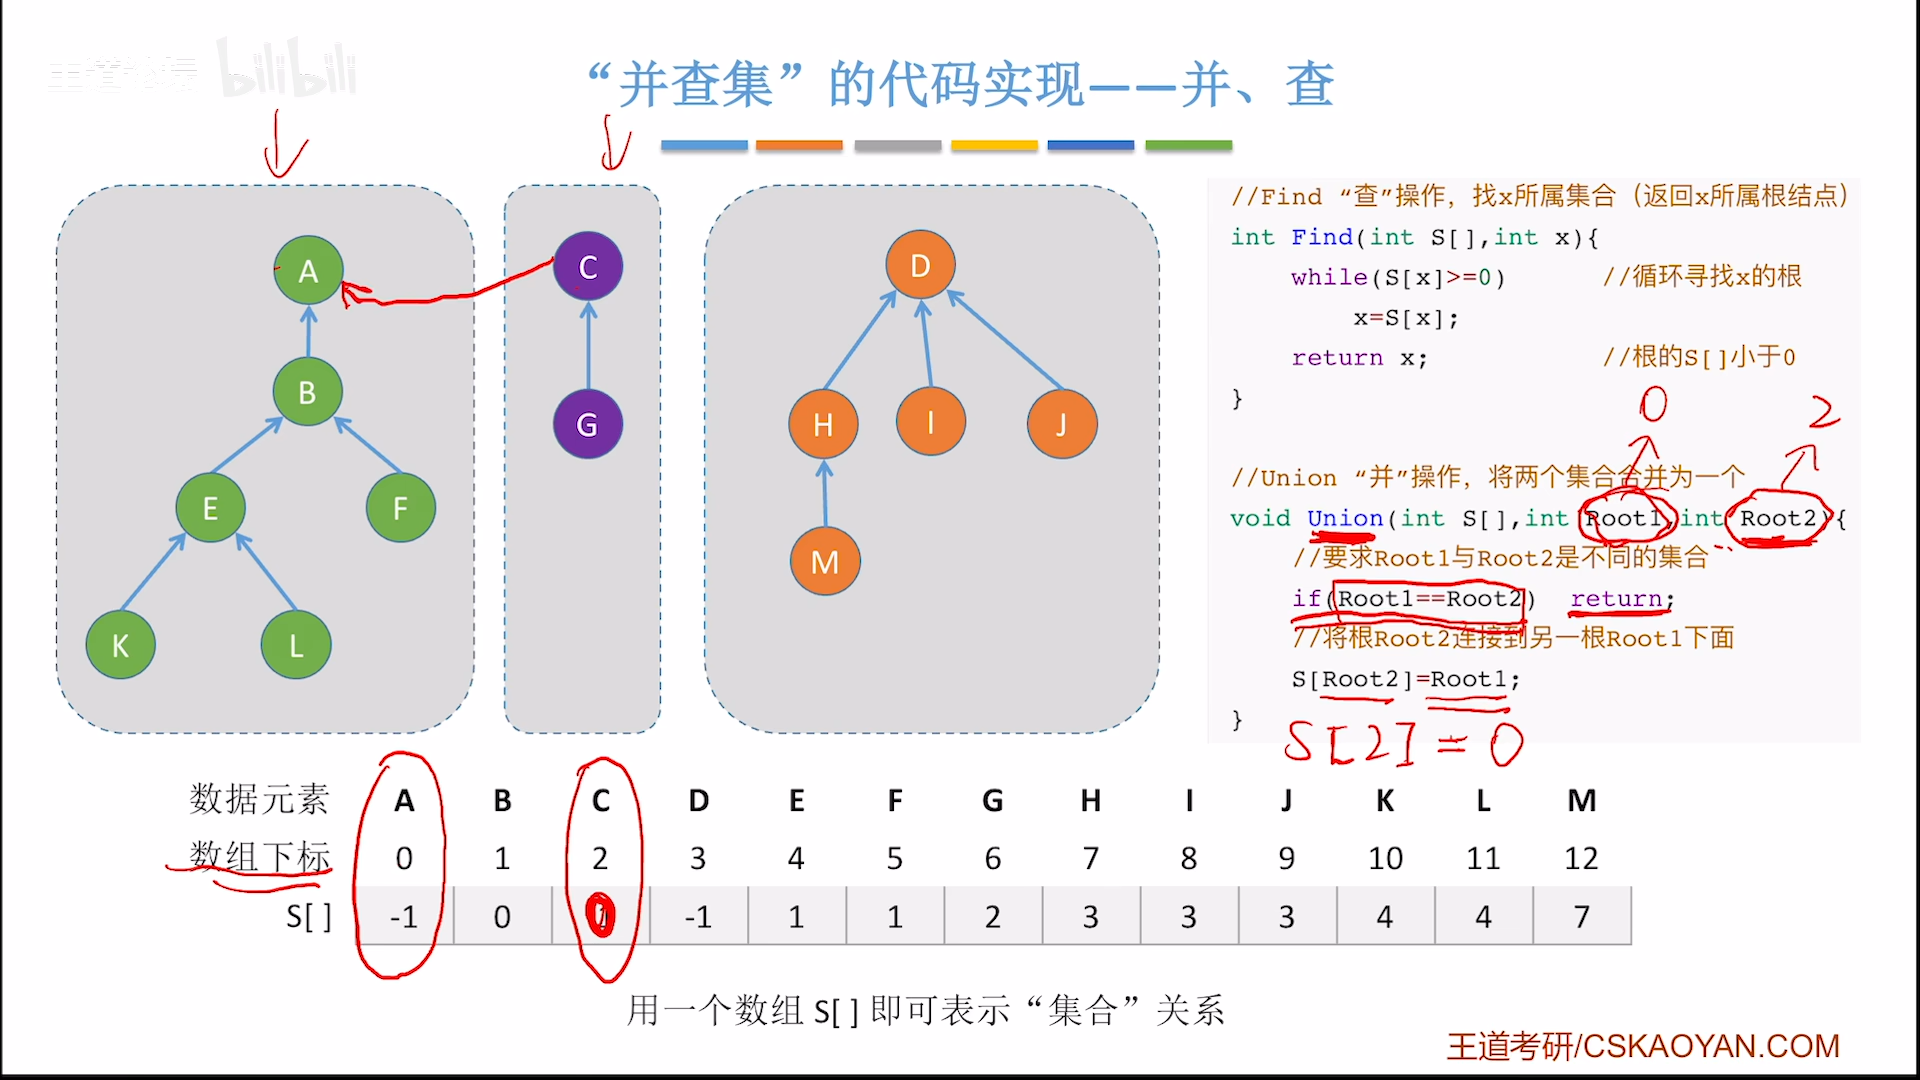 王道论坛 bilibili
“并查集”的代码实现——并、查
A
B
E
F
K
L
C
G
D
H
I
J
M
//Find “查”操作，找x所属集合（返回x所属根结点）
int Find(int S[],int x){
while(S[x]>=0) //循环寻找x的根
x=S[x];
return x; //根的S[]小于0
}
0 2
//Union “并”操作，将两个集合合并为一个
void Union(int S[],int Root1,int Root2){
//要求Root1与Root2是不同的集合
if(Root1==Root2) return;
//将根Root2连接到另一根Root1下面
S[Root2]=Root1;
}
S[2]=0
数据元素 A B C D E F G H I J K L M
数组下标 0 1 2 3 4 5 6 7 8 9 10 11 12
S[ ] -1 0 0 -1 1 1 2 3 3 3 4 4 7
用一个数组 S[ ] 即可表示“集合”关系
王道考研/CSKAOYAN.COM